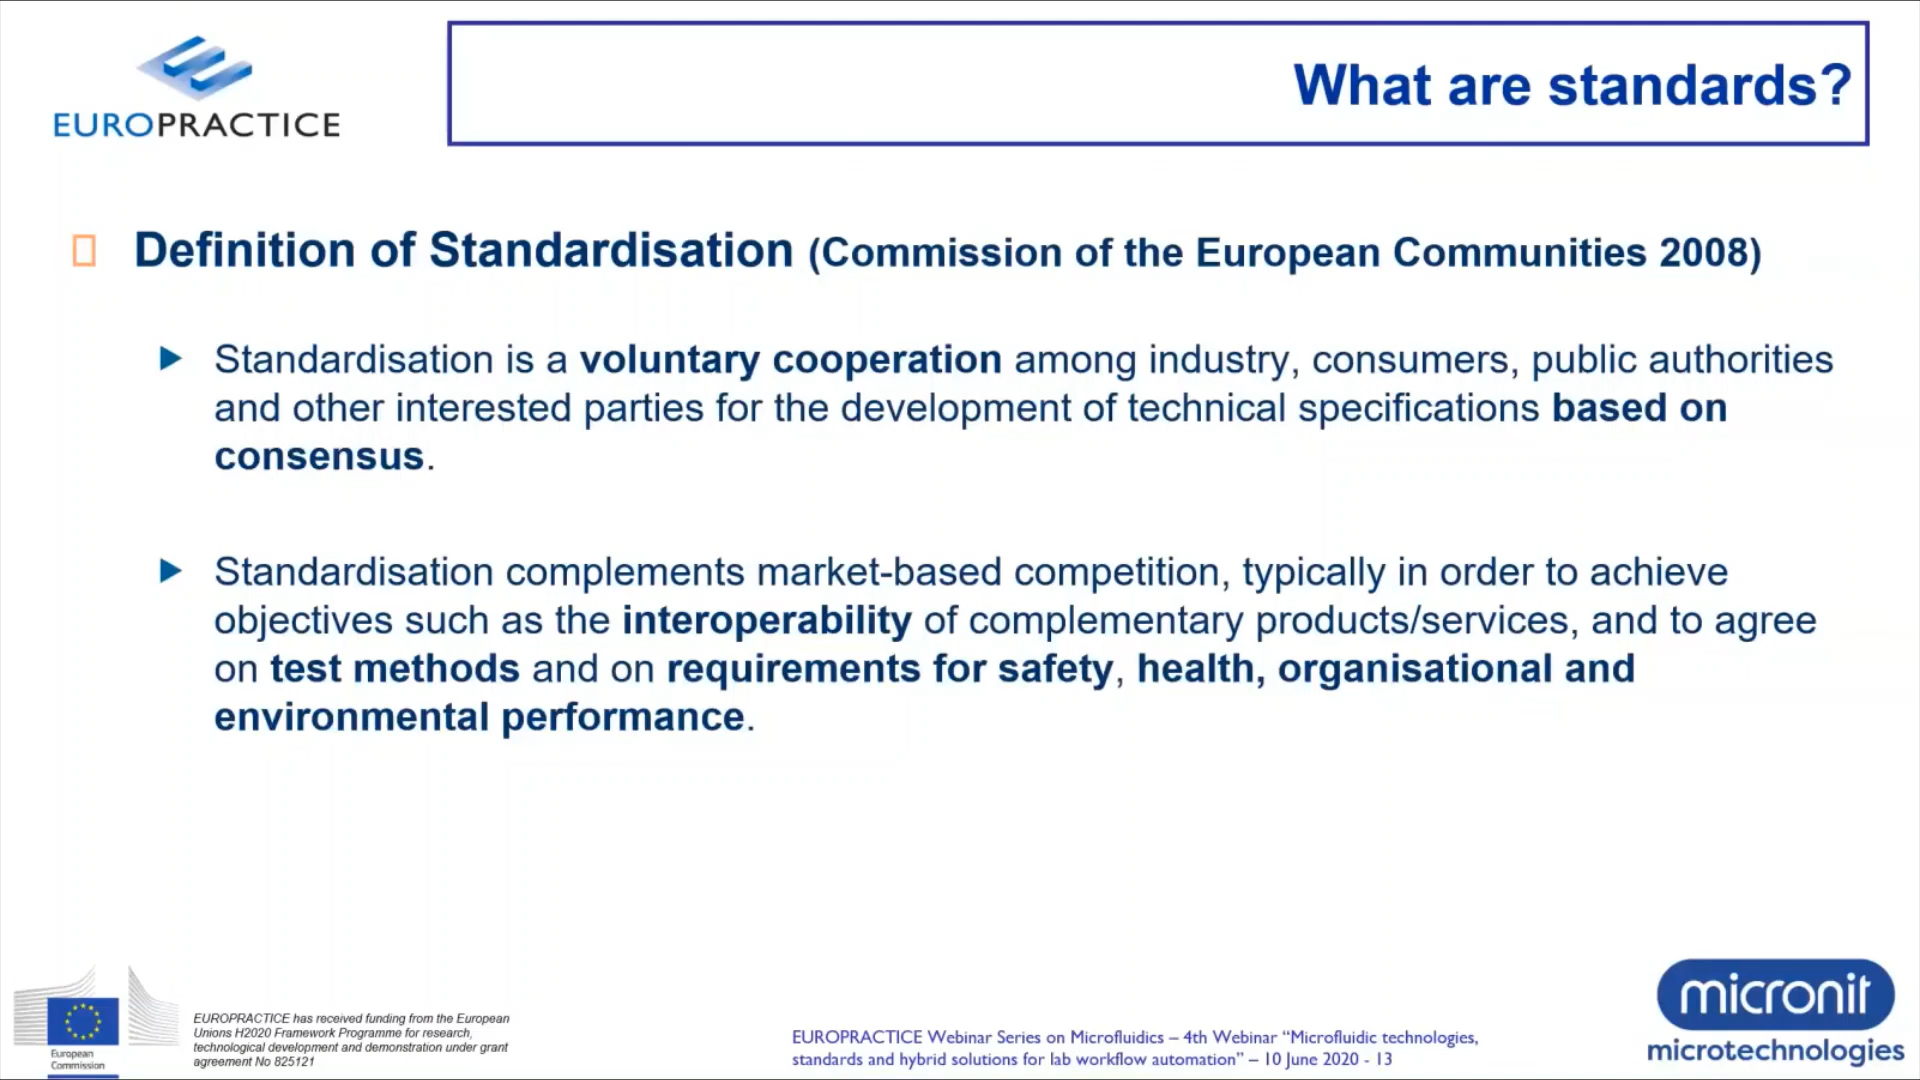 EUROPRACTICE
What are standards?
Definition of Standardisation (Commission of the European Communities 2008)
Standardisation is a voluntary cooperation among industry, consumers, public authorities
and other interested parties for the development of technical specifications based on
consensus.
Standardisation complements market-based competition, typically in order to achieve
objectives such as the interoperability of complementary products/services, and to agree
on test methods and on requirements for safety, health, organisational and
environmental performance.
European
Commission
EUROPRACTICE has received funding from the European
Unions H2020 Framework Programme for research,
technological development and demonstration under grant
agreement No 825121
EUROPRACTICE Webinar Series on Microfluidics – 4th Webinar “Microfluidic technologies,
standards and hybrid solutions for lab workflow automation” – 10 June 2020 - 13
micronit
microtechnologies